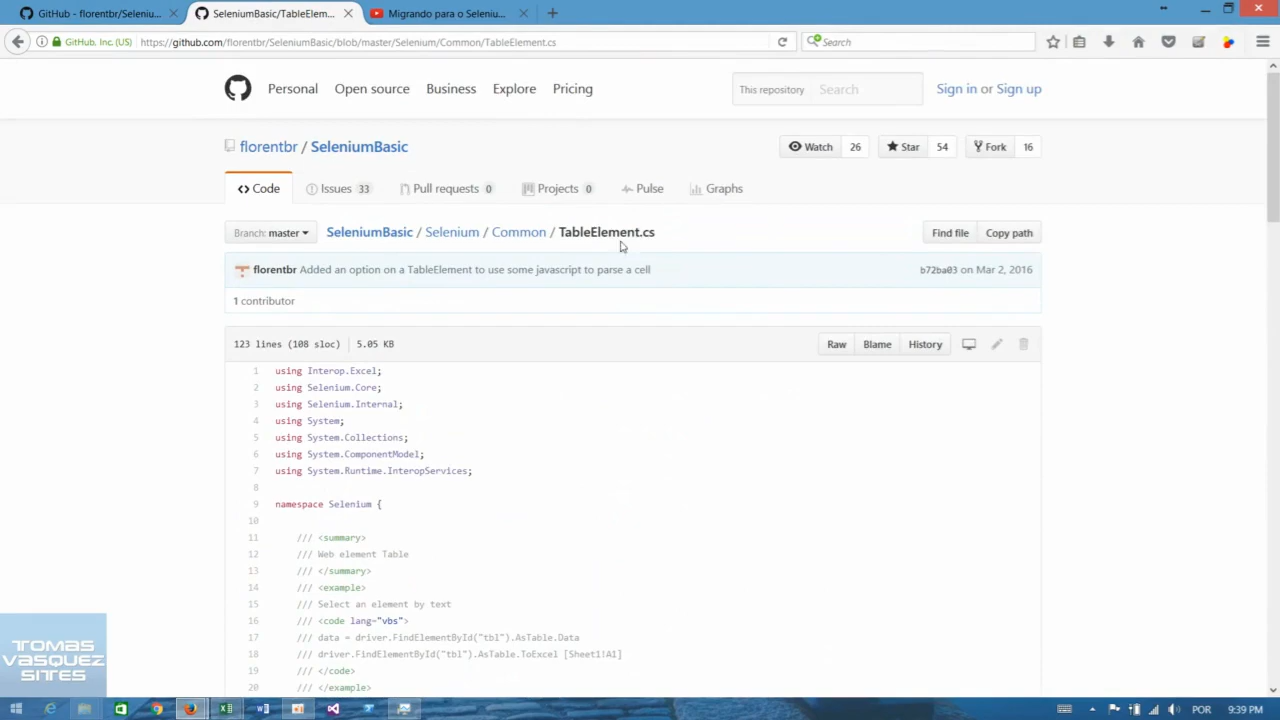 GitHub - florentbr/Seleniu...
SeleniumBasic/TableElem...
Migrando para o Seleniu...
GitHub, Inc. (US)
https://github.com/florentbr/SeleniumBasic/blob/master/Selenium/Common/TableElement.cs
Search
Personal
Open source
Business
Explore
Pricing
This repository
Search
Sign in or Sign up
florentbr / SeleniumBasic
Watch 26
Star 54
Fork 16
<> Code
Issues 33
Pull requests 0
Projects 0
Pulse
Graphs
Branch: master
SeleniumBasic / Selenium / Common / TableElement.cs
Find file
Copy path
florentbr Added an option on a TableElement to use some javascript to parse a cell
b72ba03 on Mar 2, 2016
1 contributor
123 lines (108 sloc)
5.05 KB
Raw
Blame
History
1 using Interop.Excel;
2 using Selenium.Core;
3 using Selenium.Internal;
4 using System;
5 using System.Collections;
6 using System.ComponentModel;
7 using System.Runtime.InteropServices;
8
9 namespace Selenium {
10
11 /// <summary>
12 /// Web element Table
13 /// </summary>
14 /// <example>
15 /// Select an element by text
16 /// <code lang="vbs">
17 /// data = driver.FindElementById("tbl").AsTable.Data
18 /// driver.FindElementById("tbl").AsTable.ToExcel [Sheet1!A1]
19 /// </code>
20 /// </example>
TOMAS
VASQUEZ
SITES
POR
9:39 PM